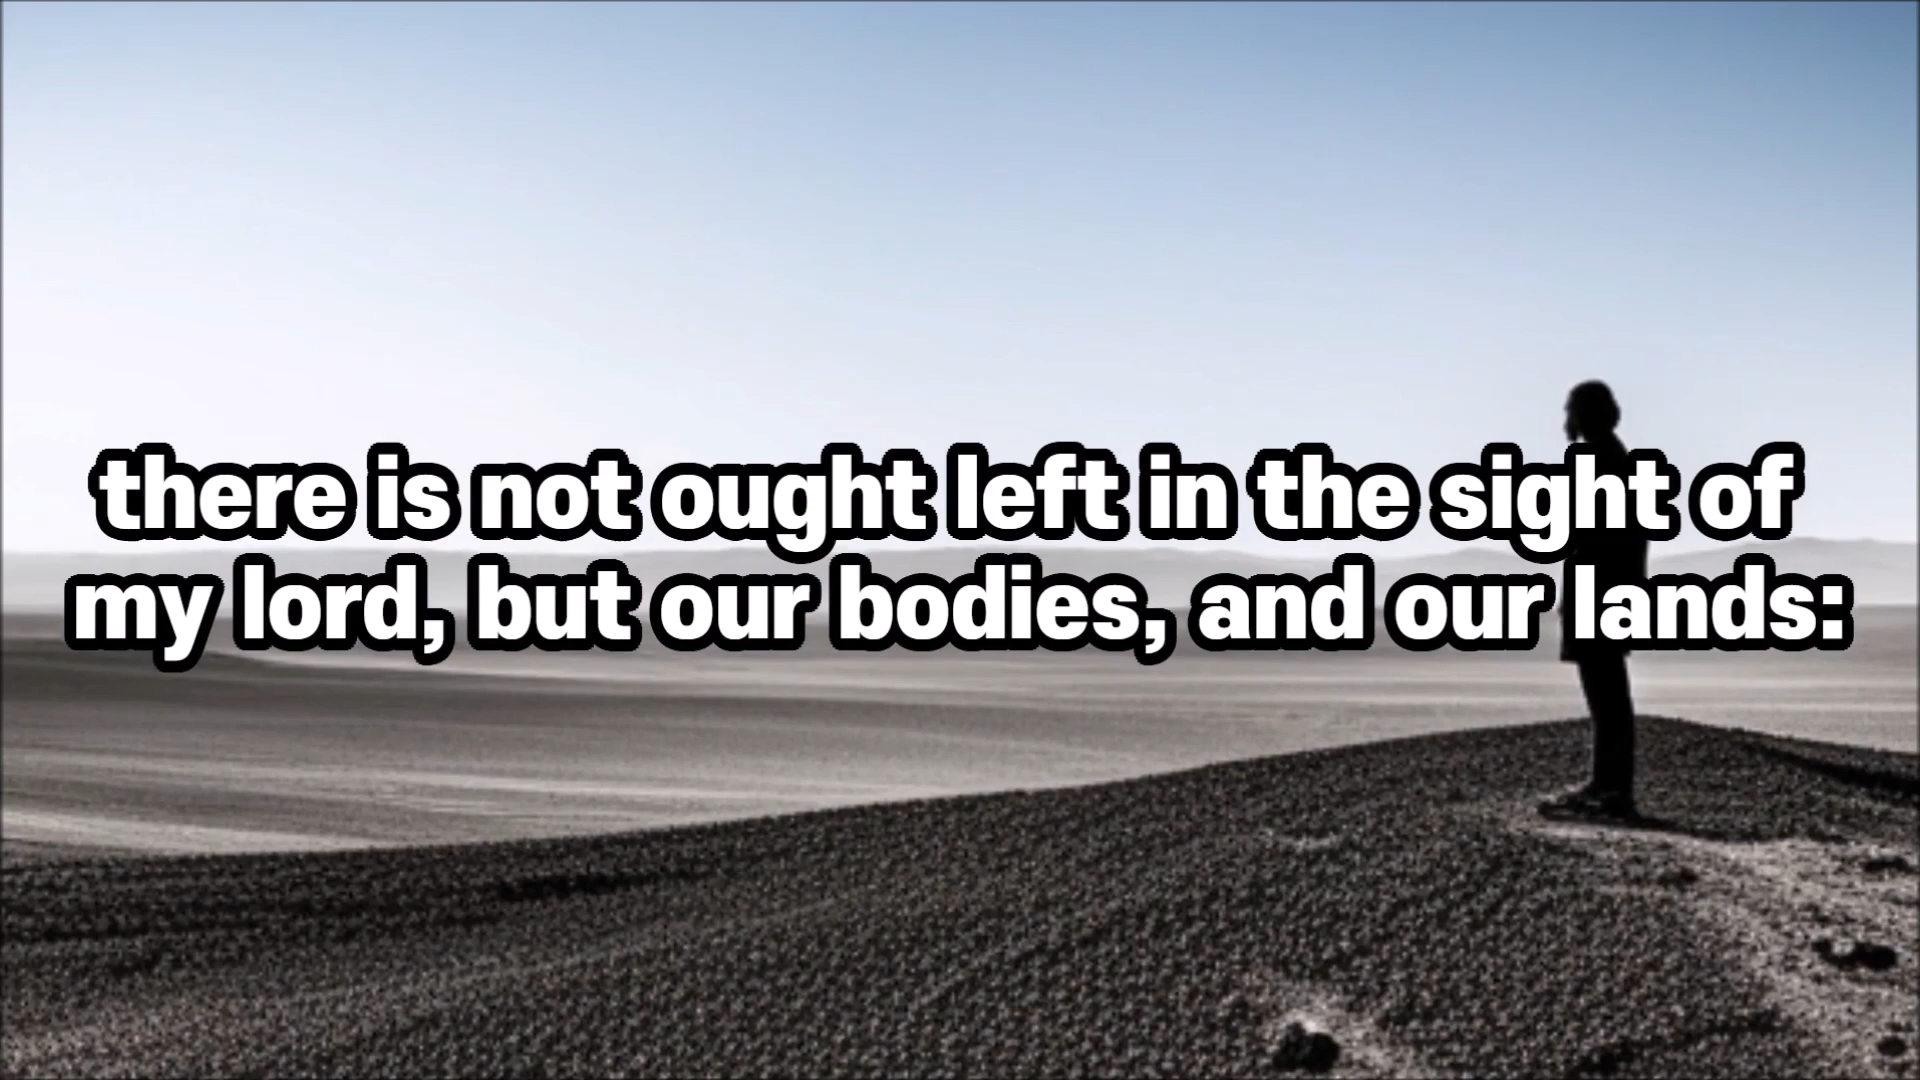 there is not ought left in the sight of
my lord, but our bodies, and our lands: